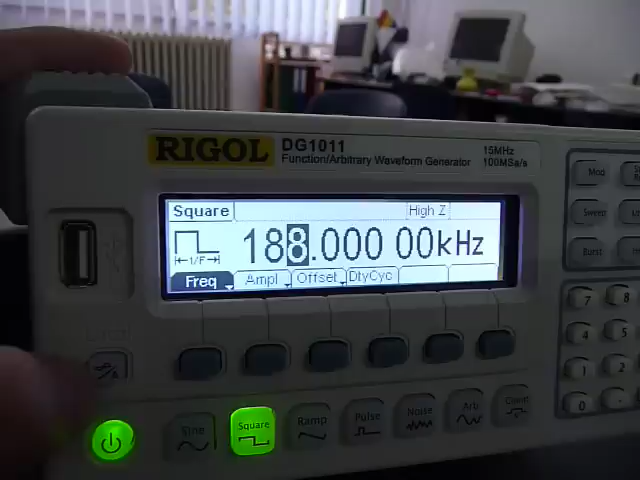 RIGOL DG1011
Function/Arbitrary Waveform Generator
15MHz
100MSa/s
Square High Z
188.000 00kHz
1/F
Freq Ampl Offset DtyCyc
Mod
Sweep
Burst
7 8
4 5
1 2
0 .
Sine Square Ramp Pulse Noise Arb